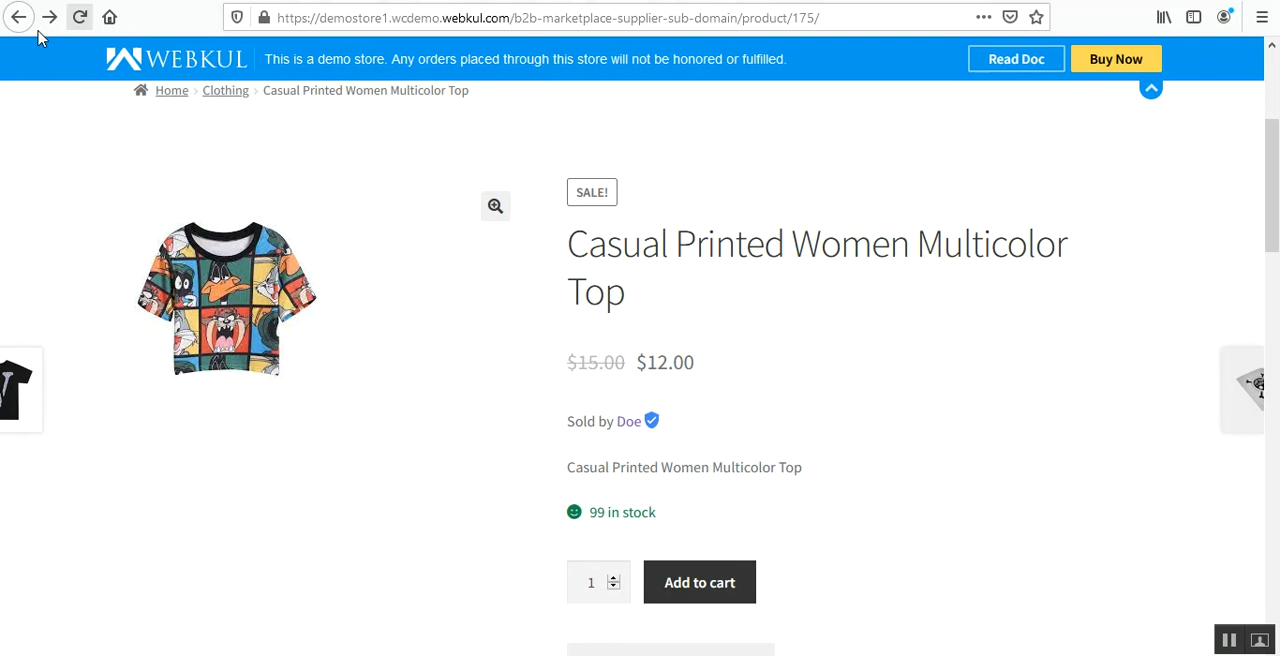 https://demostore1.wcdemo.webkul.com/b2b-marketplace-supplier-sub-domain/product/175/
WEBKUL
This is a demo store. Any orders placed through this store will not be honored or fulfilled.
Read Doc
Buy Now
Home › Clothing › Casual Printed Women Multicolor Top
SALE!
Casual Printed Women Multicolor
Top
$15.00 $12.00
Sold by Doe
Casual Printed Women Multicolor Top
99 in stock
1
Add to cart